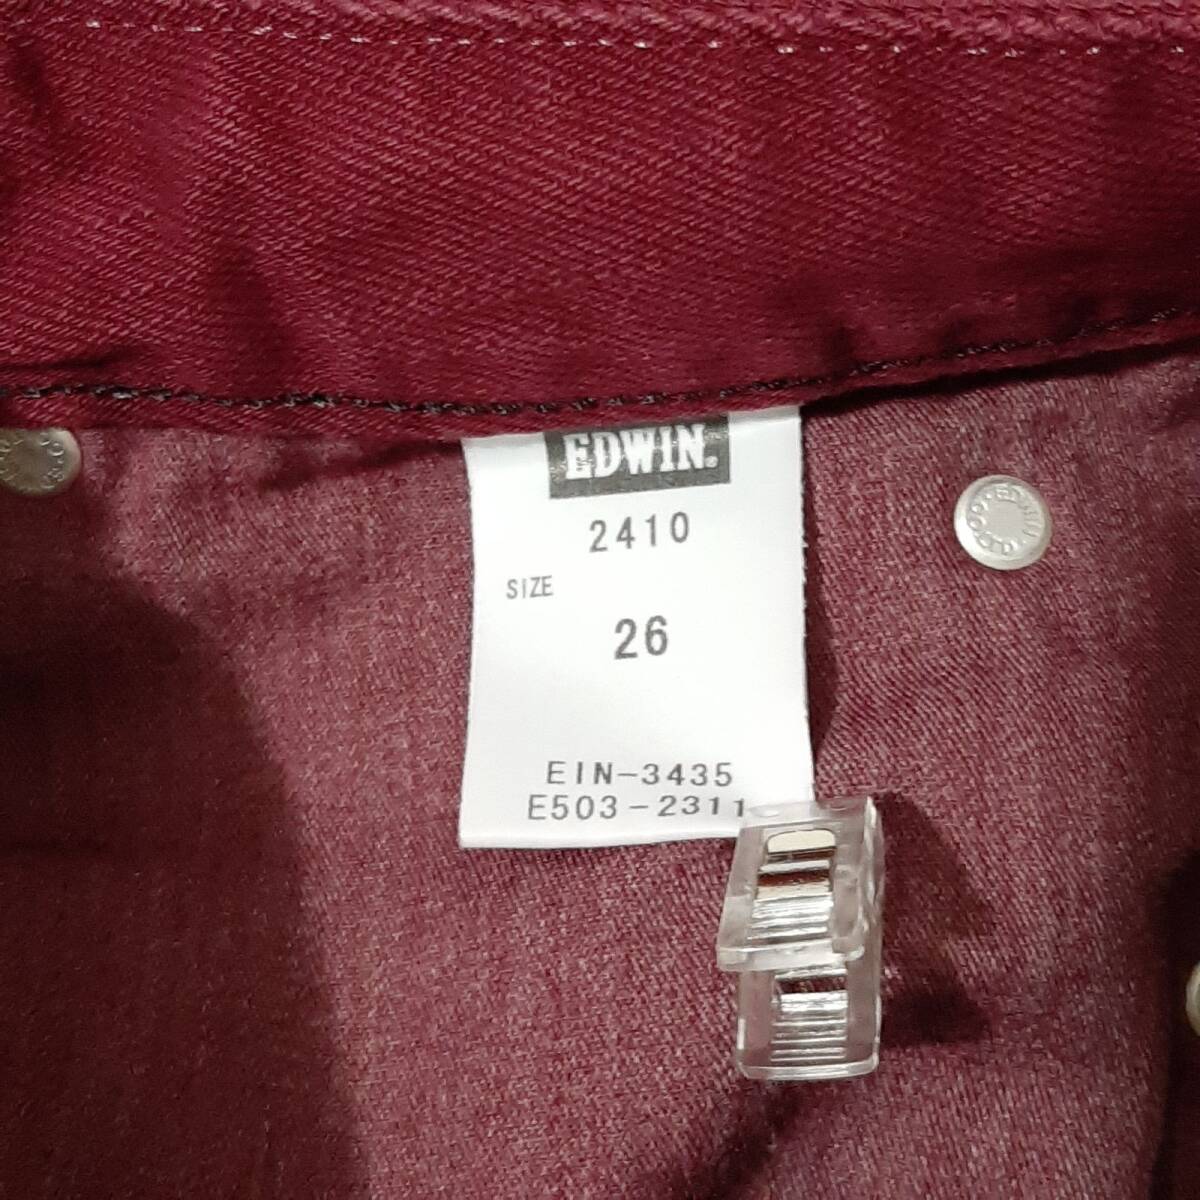 EDWIN.
2410
SIZE
26
EIN-3435
E503-2311